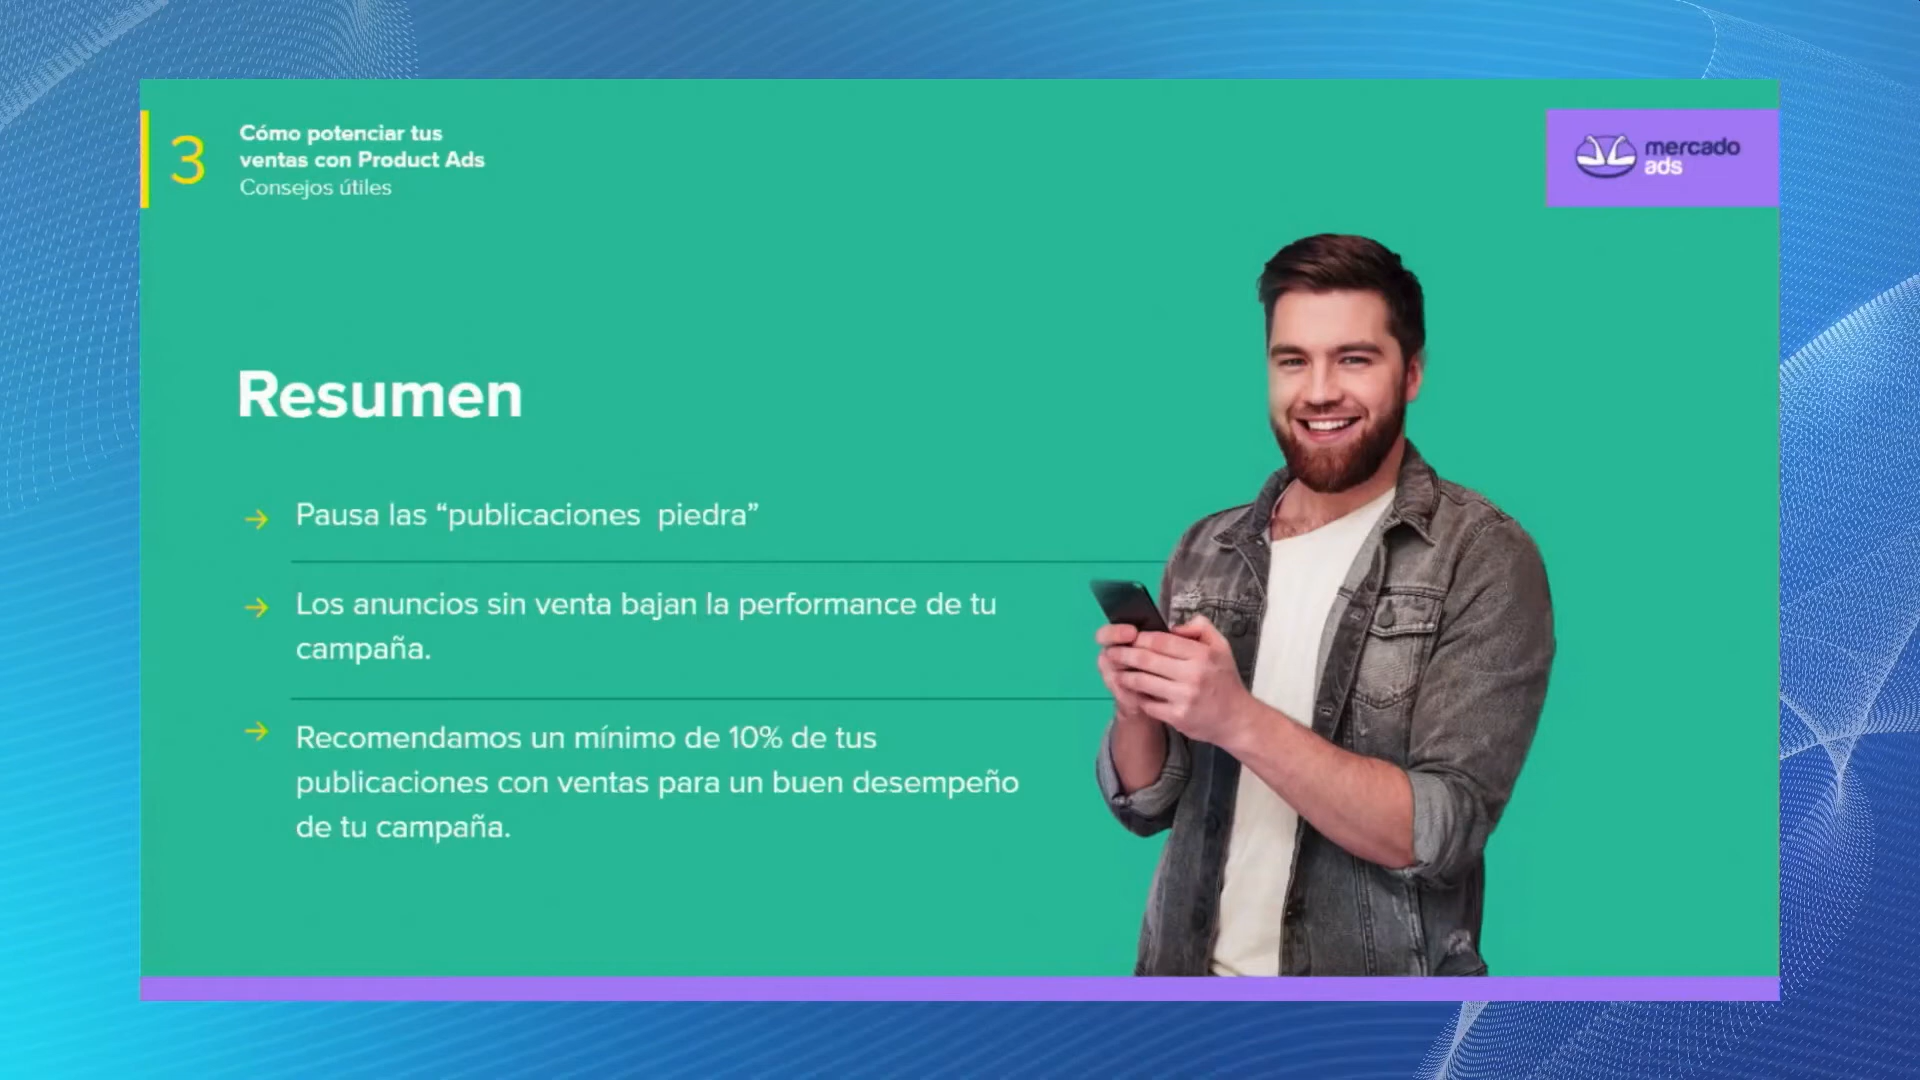 3
Cómo potenciar tus
ventas con Product Ads
Consejos útiles
mercado
ads
Resumen
→ Pausa las “publicaciones  piedra”
→ Los anuncios sin venta bajan la performance de tu
campaña.
→ Recomendamos un mínimo de 10% de tus
publicaciones con ventas para un buen desempeño
de tu campaña.